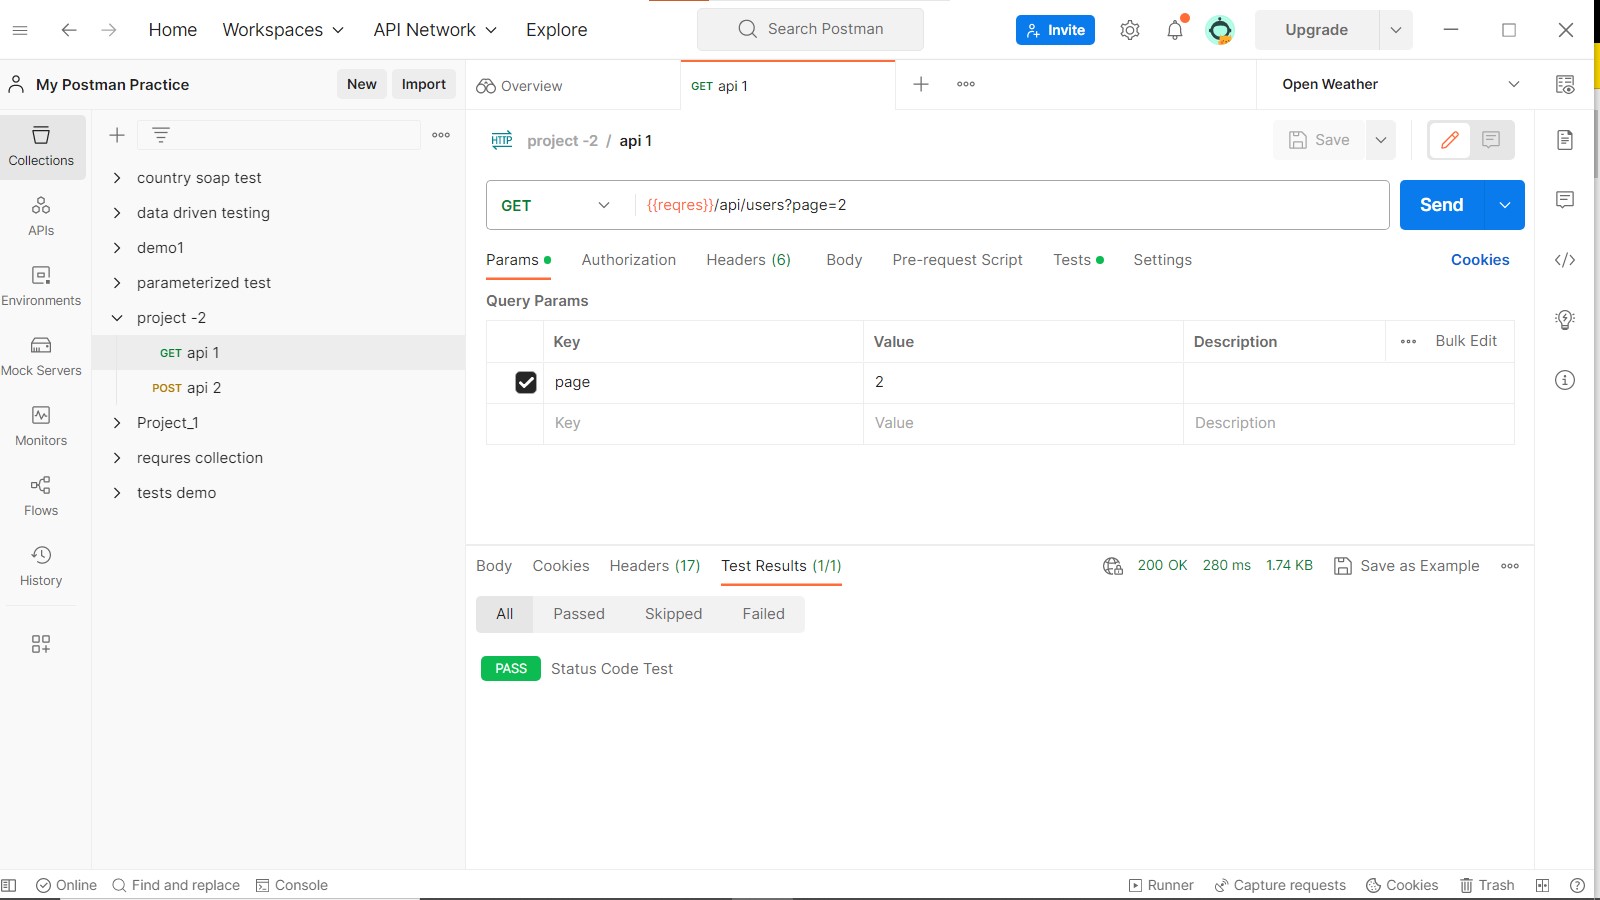 Home Workspaces API Network Explore Search Postman Invite Upgrade
My Postman Practice New Import Overview GET api 1 Open Weather
Collections
APIs
Environments
Mock Servers
Monitors
Flows
History
country soap test
data driven testing
demo1
parameterized test
project -2
GET api 1
POST api 2
Project_1
requres collection
tests demo
HTTP project -2 / api 1 Save
GET {{reqres}}/api/users?page=2 Send
Params Authorization Headers (6) Body Pre-request Script Tests Settings Cookies
Query Params
Key Value Description Bulk Edit
page 2
Key Value Description
Body Cookies Headers (17) Test Results (1/1) 200 OK 280 ms 1.74 KB Save as Example
All Passed Skipped Failed
PASS Status Code Test
Online Find and replace Console Runner Capture requests Cookies Trash